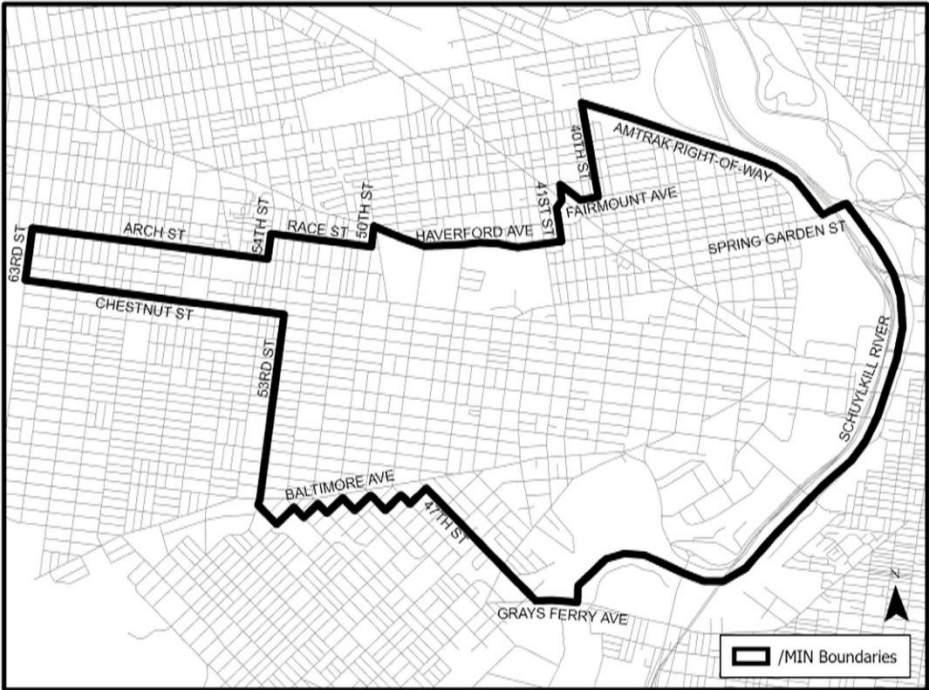 40TH ST
AMTRAK RIGHT-OF-WAY
41ST ST
FAIRMOUNT AVE
63RD ST
ARCH ST
54TH ST
RACE ST
50TH ST
HAVERFORD AVE
SPRING GARDEN ST
CHESTNUT ST
53RD ST
SCHUYLKILL RIVER
BALTIMORE AVE
47TH ST
GRAYS FERRY AVE
N
/MIN Boundaries